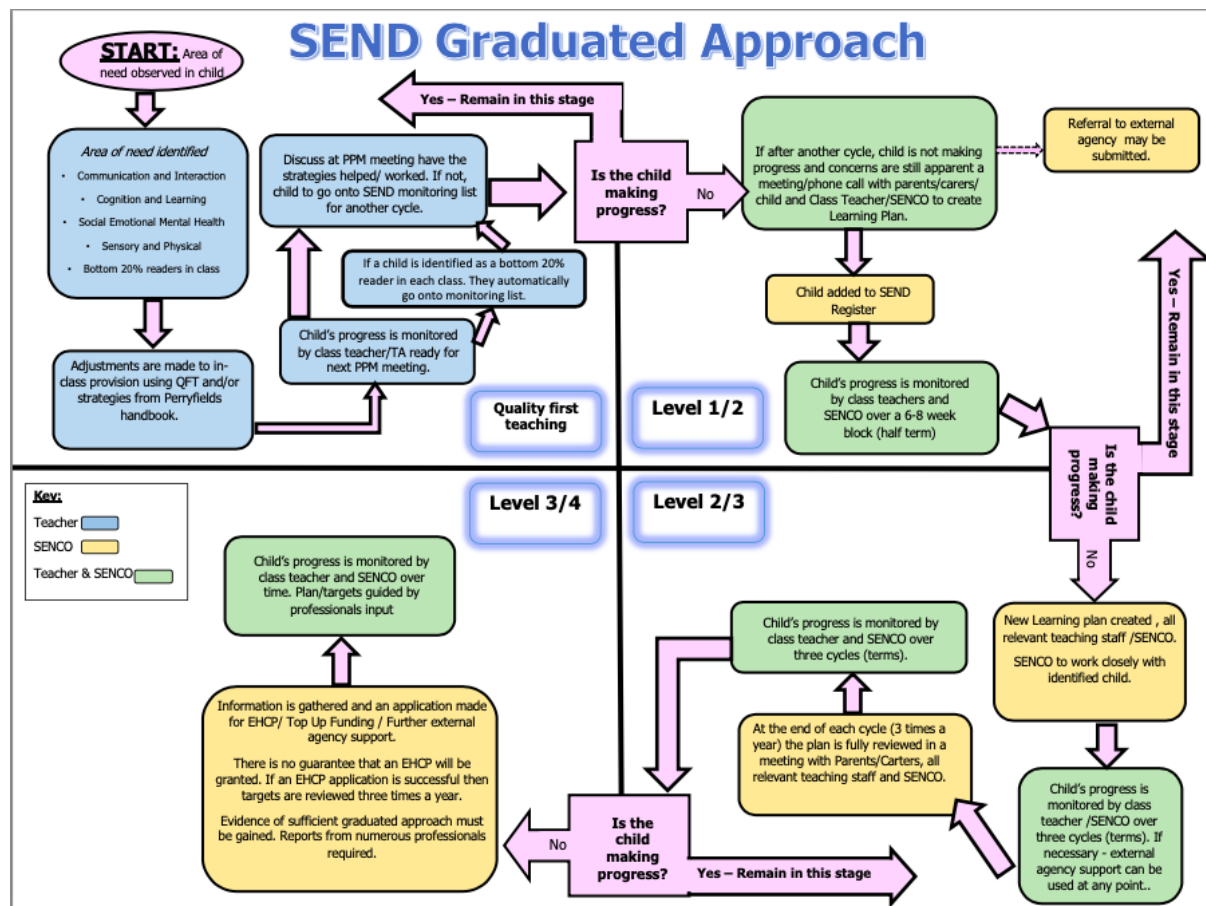 SEND Graduated Approach
START: Area of
need observed in child
Area of need identified
• Communication and Interaction
• Cognition and Learning
• Social Emotional Mental Health
• Sensory and Physical
• Bottom 20% readers in class
Adjustments are made to in-
class provision using QFT and/or
strategies from Perryfields
handbook.
Child's progress is monitored
by class teacher/TA ready for
next PPM meeting.
If a child is identified as a bottom 20%
reader in each class. They automatically
go onto monitoring list.
Discuss at PPM meeting have the
strategies helped/ worked. If not,
child to go onto SEND monitoring list
for another cycle.
Quality first
teaching
Yes – Remain in this stage
Is the child
making
progress?
No
If after another cycle, child is not making
progress and concerns are still apparent a
meeting/phone call with parents/carers/
child and Class Teacher/SENCO to create
Learning Plan.
Referral to external
agency may be
submitted.
Child added to SEND
Register
Child's progress is monitored
by class teachers and
SENCO over a 6-8 week
block (half term)
Level 1/2
Yes – Remain in this stage
Is the child
making
progress?
No
New Learning plan created , all
relevant teaching staff /SENCO.
SENCO to work closely with
identified child.
Child's progress is
monitored by class
teacher /SENCO over
three cycles (terms). If
necessary - external
agency support can be
used at any point..
At the end of each cycle (3 times a
year) the plan is fully reviewed in a
meeting with Parents/Carters, all
relevant teaching staff and SENCO.
Child's progress is monitored by
class teacher and SENCO over
three cycles (terms).
Level 2/3
Is the
child
making
progress?
Yes – Remain in this stage
No
Information is gathered and an application made
for EHCP/ Top Up Funding / Further external
agency support.
There is no guarantee that an EHCP will be
granted. If an EHCP application is successful then
targets are reviewed three times a year.
Evidence of sufficient graduated approach must
be gained. Reports from numerous professionals
required.
Child's progress is monitored by
class teacher and SENCO over
time. Plan/targets guided by
professionals input
Level 3/4
Key:
Teacher
SENCO
Teacher & SENCO